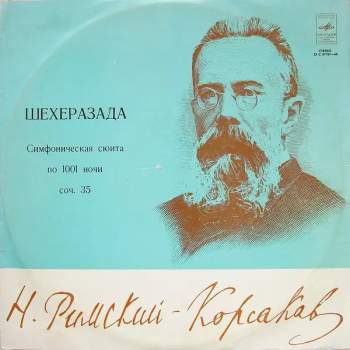 ШЕХЕРАЗАДА
Симфоническая сюита
по 1001 ночи
соч. 35
Н. Римский-Корсаков